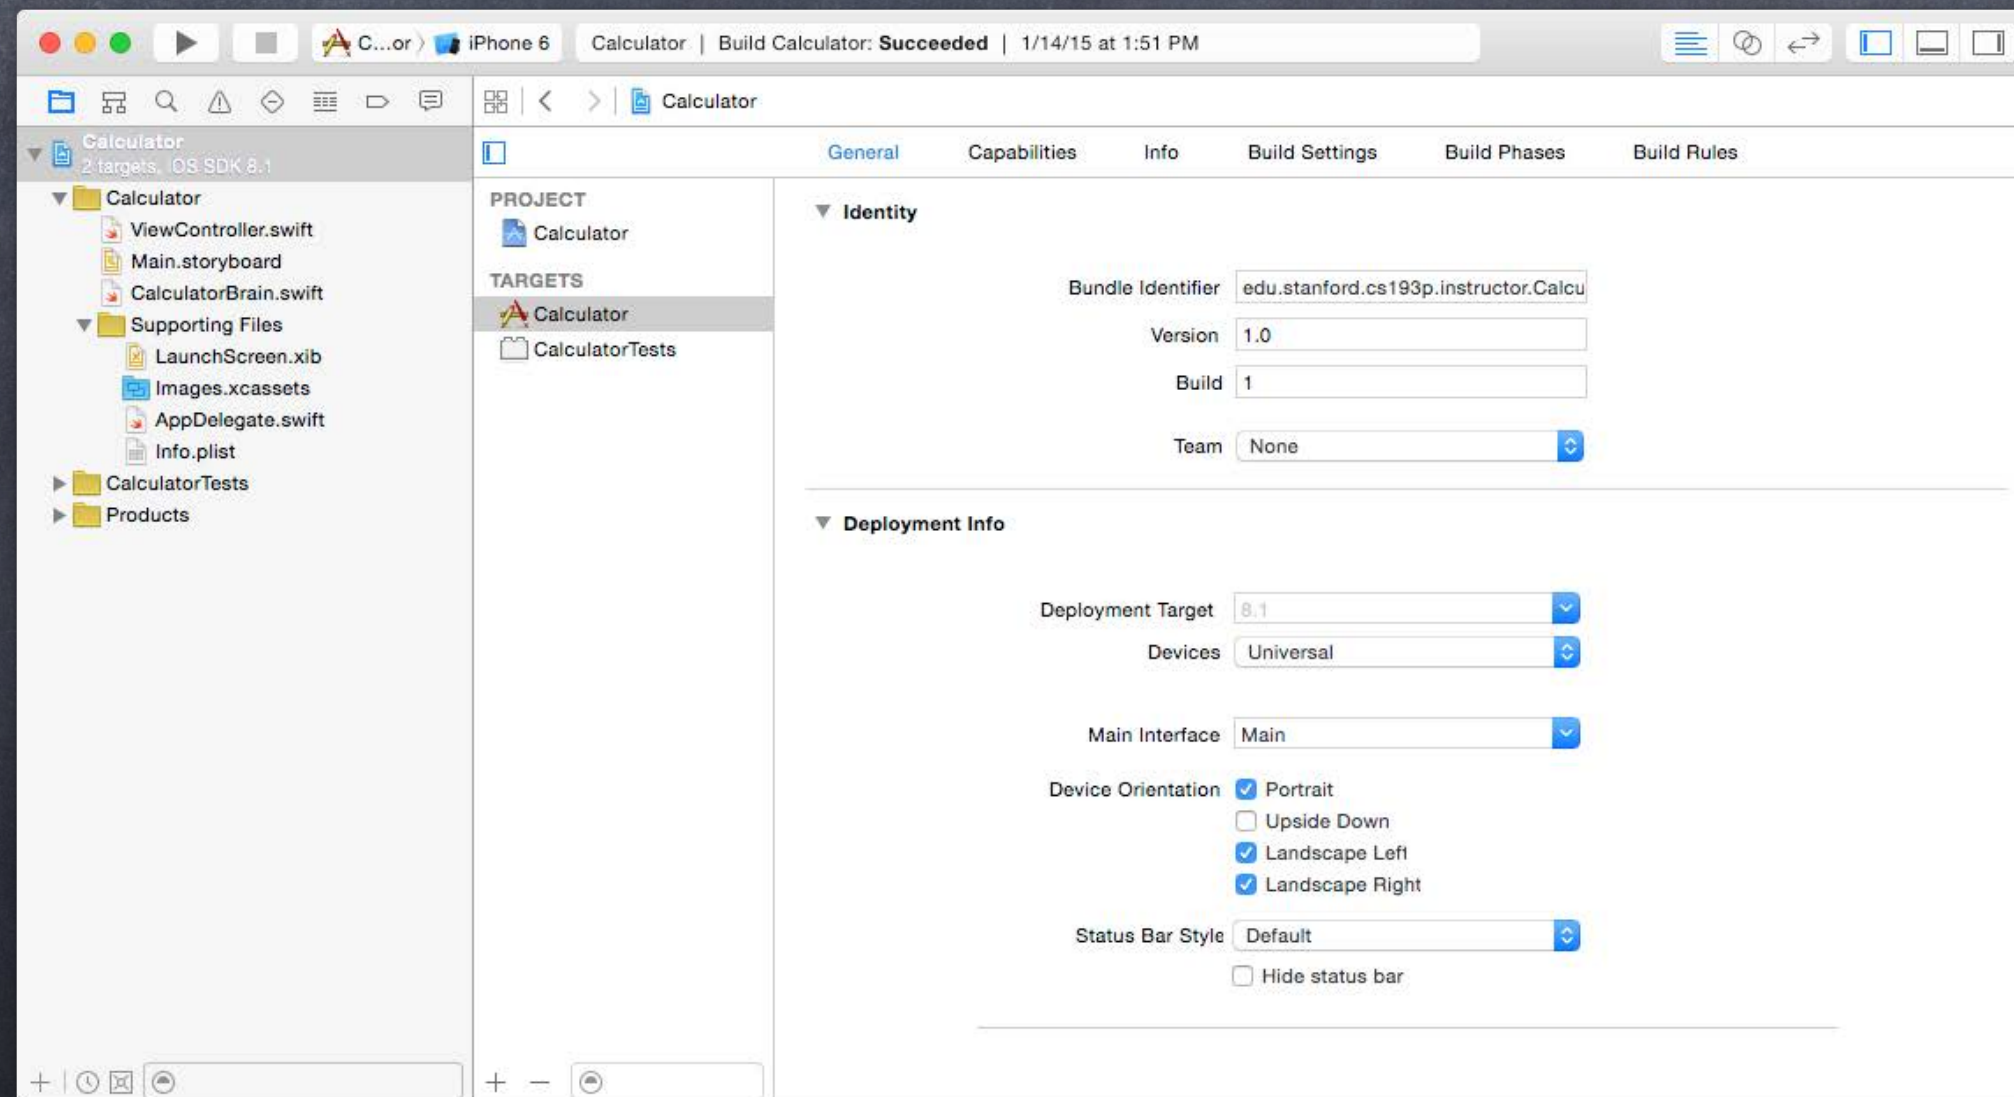 C...or iPhone 6 Calculator | Build Calculator: Succeeded | 1/14/15 at 1:51 PM
Calculator
Calculator
2 targets, OS SDK 8.1
Calculator
ViewController.swift
Main.storyboard
CalculatorBrain.swift
Supporting Files
LaunchScreen.xib
Images.xcassets
AppDelegate.swift
Info.plist
CalculatorTests
Products
PROJECT
Calculator
TARGETS
Calculator
CalculatorTests
General Capabilities Info Build Settings Build Phases Build Rules
Identity
Bundle Identifier edu.stanford.cs193p.instructor.Calcu
Version 1.0
Build 1
Team None
Deployment Info
Deployment Target 8.1
Devices Universal
Main Interface Main
Device Orientation Portrait
Upside Down
Landscape Left
Landscape Right
Status Bar Style Default
Hide status bar